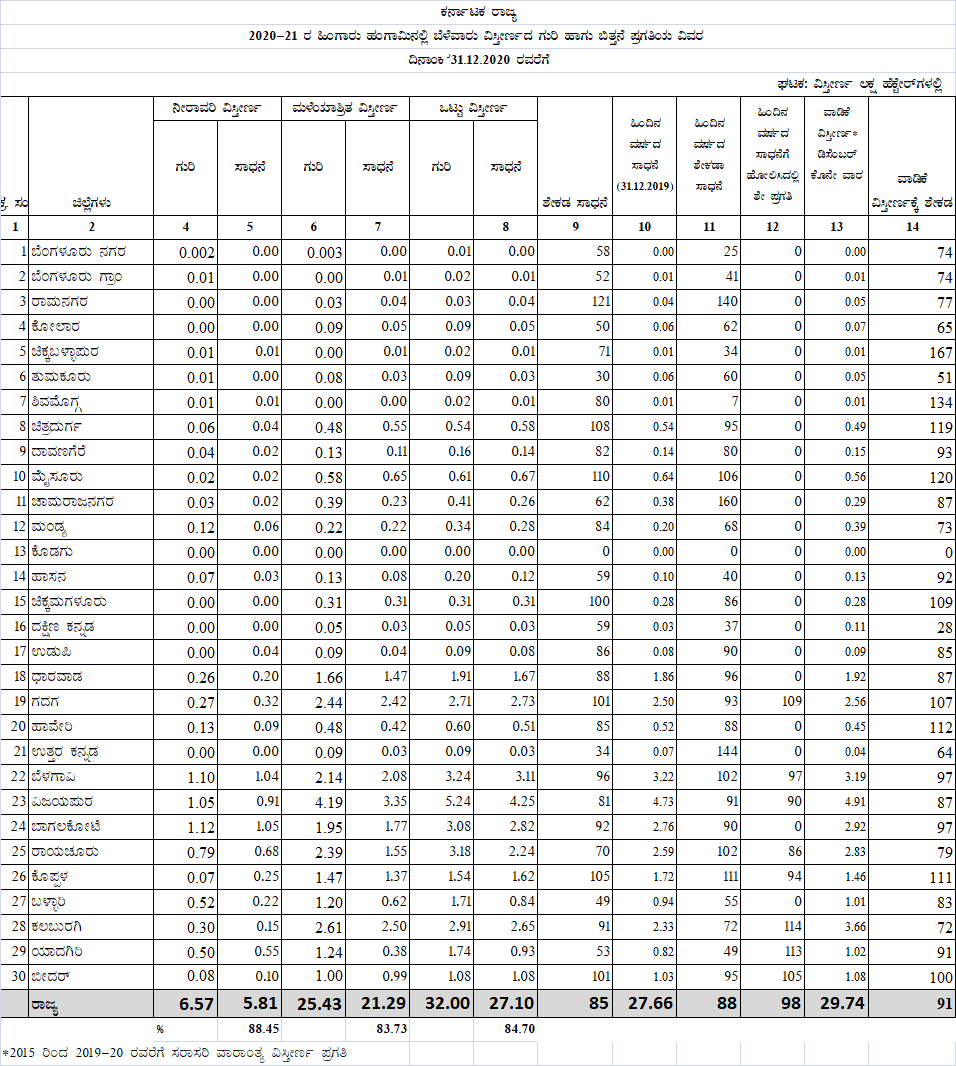 ಕರ್ನಾಟಕ ರಾಜ್ಯ
2020–21 ರ ಹಿಂಗಾರು ಹಂಗಾಮಿನಲ್ಲಿ ಬೆಳೆವಾರು ವಿಸ್ತೀರ್ಣದ ಗುರಿ ಹಾಗು ಬಿತ್ತನೆ ಪ್ರಗತಿಯ ವಿವರ
ದಿನಾಂಕ:31.12.2020 ರವರೆಗೆ
ಘಟಕ: ವಿಸ್ತೀರ್ಣ ಲಕ್ಷ ಹೆಕ್ಟೇರ್‌ಗಳಲ್ಲಿ
ಕ್ರ. ಸಂ ಜಿಲ್ಲೆಗಳು ನೀರಾವರಿ ವಿಸ್ತೀರ್ಣ ಮಳೆಯಾಶ್ರಿತ ವಿಸ್ತೀರ್ಣ ಒಟ್ಟು ವಿಸ್ತೀರ್ಣ ಶೇಕಡ ಸಾಧನೆ ಹಿಂದಿನ ವರ್ಷದ ಸಾಧನೆ (31.12.2019) ಹಿಂದಿನ ವರ್ಷದ ಶೇಕಡಾ ಸಾಧನೆ ಹಿಂದಿನ ವರ್ಷದ ಸಾಧನೆಗೆ ಹೋಲಿಸಿದಲ್ಲಿ ಶೇ ಪ್ರಗತಿ ವಾಡಿಕೆ ವಿಸ್ತೀರ್ಣ* ಡಿಸೆಂಬರ್ ಕೊನೇ ವಾರ ವಾಡಿಕೆ ವಿಸ್ತೀರ್ಣಕ್ಕೆ ಶೇಕಡ
ಗುರಿ ಸಾಧನೆ ಗುರಿ ಸಾಧನೆ ಗುರಿ ಸಾಧನೆ
1 2 4 5 6 7 8 9 10 11 12 13 14
1 ಬೆಂಗಳೂರು ನಗರ 0.002 0.00 0.003 0.00 0.01 0.00 58 0.00 25 0 0.00 74
2 ಬೆಂಗಳೂರು ಗ್ರಾಂ 0.01 0.00 0.00 0.01 0.02 0.01 52 0.01 41 0 0.01 74
3 ರಾಮನಗರ 0.00 0.00 0.03 0.04 0.03 0.04 121 0.04 140 0 0.05 77
4 ಕೋಲಾರ 0.00 0.00 0.09 0.05 0.09 0.05 50 0.06 62 0 0.07 65
5 ಚಿಕ್ಕಬಳ್ಳಾಪುರ 0.01 0.01 0.00 0.01 0.02 0.01 71 0.01 34 0 0.01 167
6 ತುಮಕೂರು 0.01 0.00 0.08 0.03 0.09 0.03 30 0.06 60 0 0.05 51
7 ಶಿವಮೊಗ್ಗ 0.01 0.01 0.00 0.00 0.02 0.01 80 0.01 7 0 0.01 134
8 ಚಿತ್ರದುರ್ಗ 0.06 0.04 0.48 0.55 0.54 0.58 108 0.54 95 0 0.49 119
9 ದಾವಣಗೆರೆ 0.04 0.02 0.13 0.11 0.16 0.14 82 0.14 80 0 0.15 93
10 ಮೈಸೂರು 0.02 0.02 0.58 0.65 0.61 0.67 110 0.64 106 0 0.56 120
11 ಚಾಮರಾಜನಗರ 0.03 0.02 0.39 0.23 0.41 0.26 62 0.38 160 0 0.29 87
12 ಮಂಡ್ಯ 0.12 0.06 0.22 0.22 0.34 0.28 84 0.20 68 0 0.39 73
13 ಕೊಡಗು 0.00 0.00 0.00 0.00 0.00 0.00 0 0.00 0 0 0.00 0
14 ಹಾಸನ 0.07 0.03 0.13 0.08 0.20 0.12 59 0.10 40 0 0.13 92
15 ಚಿಕ್ಕಮಗಳೂರು 0.00 0.00 0.31 0.31 0.31 0.31 100 0.28 86 0 0.28 109
16 ದಕ್ಷಿಣ ಕನ್ನಡ 0.00 0.00 0.05 0.03 0.05 0.03 59 0.03 37 0 0.11 28
17 ಉಡುಪಿ 0.00 0.04 0.09 0.04 0.09 0.08 86 0.08 90 0 0.09 85
18 ಧಾರವಾಡ 0.26 0.20 1.66 1.47 1.91 1.67 88 1.86 96 0 1.92 87
19 ಗದಗ 0.27 0.32 2.44 2.42 2.71 2.73 101 2.50 93 109 2.56 107
20 ಹಾವೇರಿ 0.13 0.09 0.48 0.42 0.60 0.51 85 0.52 88 0 0.45 112
21 ಉತ್ತರ ಕನ್ನಡ 0.00 0.00 0.09 0.03 0.09 0.03 34 0.07 144 0 0.04 64
22 ಬೆಳಗಾವಿ 1.10 1.04 2.14 2.08 3.24 3.11 96 3.22 102 97 3.19 97
23 ವಿಜಯಪುರ 1.05 0.91 4.19 3.35 5.24 4.25 81 4.73 91 90 4.91 87
24 ಬಾಗಲಕೋಟೆ 1.12 1.05 1.95 1.77 3.08 2.82 92 2.76 90 0 2.92 97
25 ರಾಯಚೂರು 0.79 0.68 2.39 1.55 3.18 2.24 70 2.59 102 86 2.83 79
26 ಕೊಪ್ಪಳ 0.07 0.25 1.47 1.37 1.54 1.62 105 1.72 111 94 1.46 111
27 ಬಳ್ಳಾರಿ 0.52 0.22 1.20 0.62 1.71 0.84 49 0.94 55 0 1.01 83
28 ಕಲಬುರಗಿ 0.30 0.15 2.61 2.50 2.91 2.65 91 2.33 72 114 3.66 72
29 ಯಾದಗಿರಿ 0.50 0.55 1.24 0.38 1.74 0.93 53 0.82 49 113 1.02 91
30 ಬೀದರ್ 0.08 0.10 1.00 0.99 1.08 1.08 101 1.03 95 105 1.08 100
ರಾಜ್ಯ 6.57 5.81 25.43 21.29 32.00 27.10 85 27.66 88 98 29.74 91
% 88.45 83.73 84.70
*2015 ರಿಂದ 2019–20 ರವರೆಗೆ ಸರಾಸರಿ ವಾರಾಂತ್ಯ ವಿಸ್ತೀರ್ಣ ಪ್ರಗತಿ